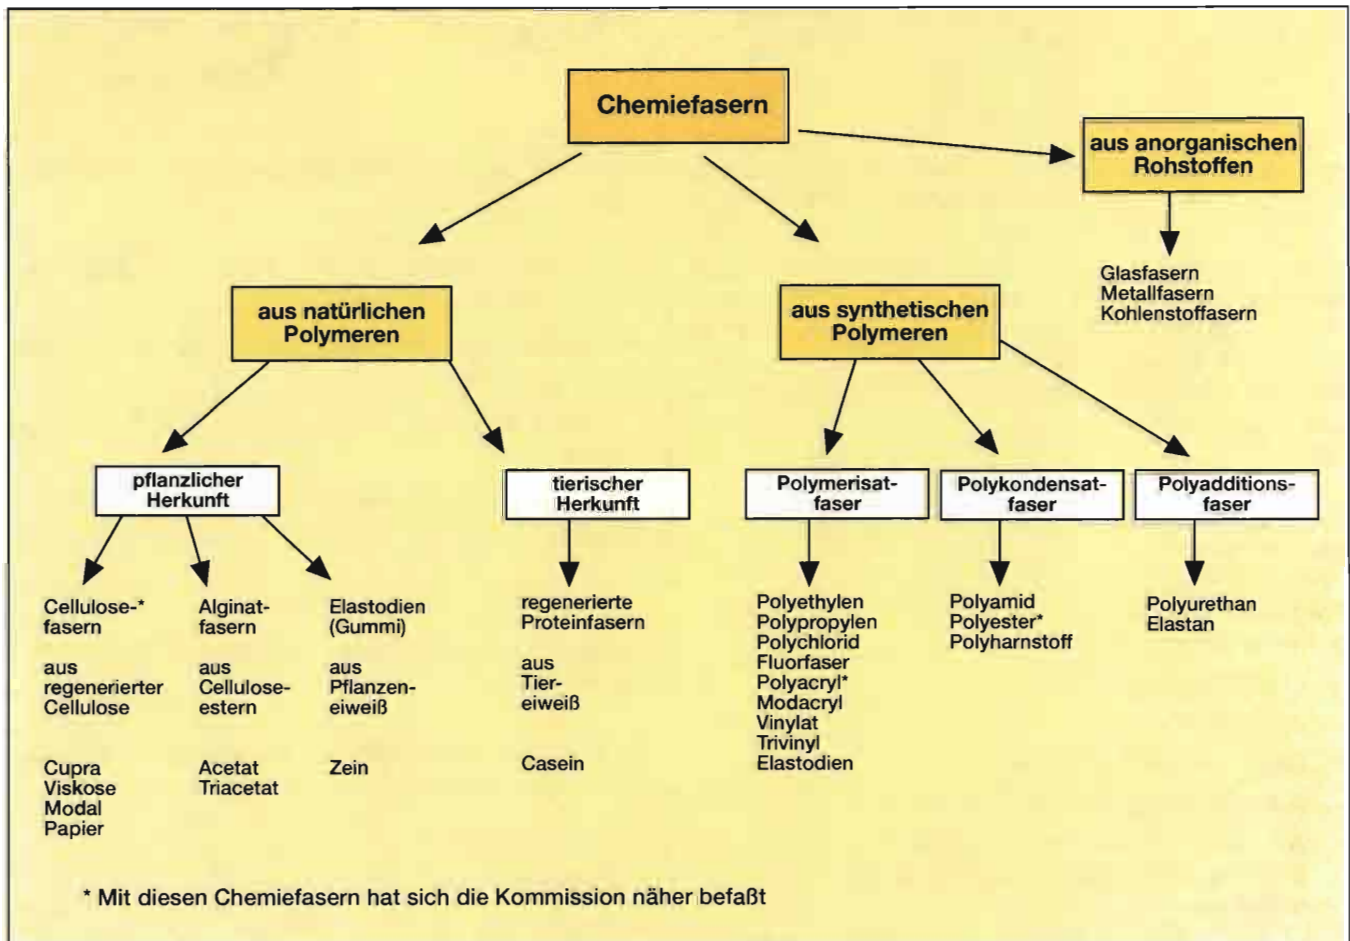 Chemiefasern
aus anorganischen
Rohstoffen
Glasfasern
Metallfasern
Kohlenstoffasern
aus natürlichen
Polymeren
aus synthetischen
Polymeren
pflanzlicher
Herkunft
tierischer
Herkunft
Polymerisat-
faser
Polykondensat-
faser
Polyadditions-
faser
Cellulose-*
fasern
aus
regenerierter
Cellulose
Cupra
Viskose
Modal
Papier
Alginat-
fasern
aus
Cellulose-
estern
Acetat
Triacetat
Elastodien
(Gummi)
aus
Pflanzen-
eiweiß
Zein
regenerierte
Proteinfasern
aus
Tier-
eiweiß
Casein
Polyethylen
Polypropylen
Polychlorid
Fluorfaser
Polyacryl*
Modacryl
Vinylat
Trivinyl
Elastodien
Polyamid
Polyester*
Polyharnstoff
Polyurethan
Elastan
* Mit diesen Chemiefasern hat sich die Kommission näher befaßt